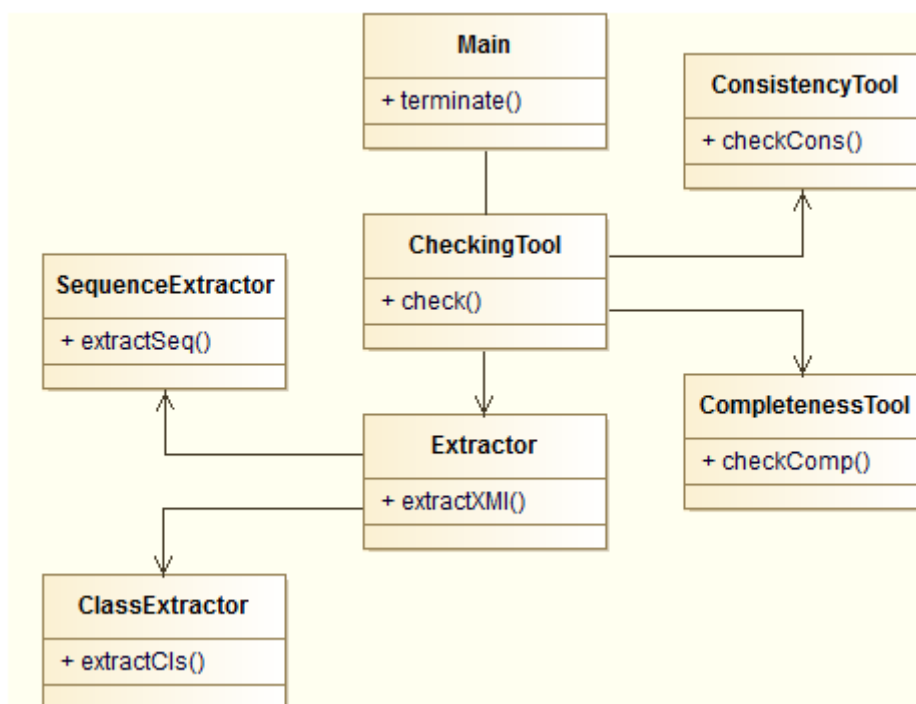 Main
+ terminate()
ConsistencyTool
+ checkCons()
CheckingTool
+ check()
SequenceExtractor
+ extractSeq()
CompletenessTool
+ checkComp()
Extractor
+ extractXMI()
ClassExtractor
+ extractCls()